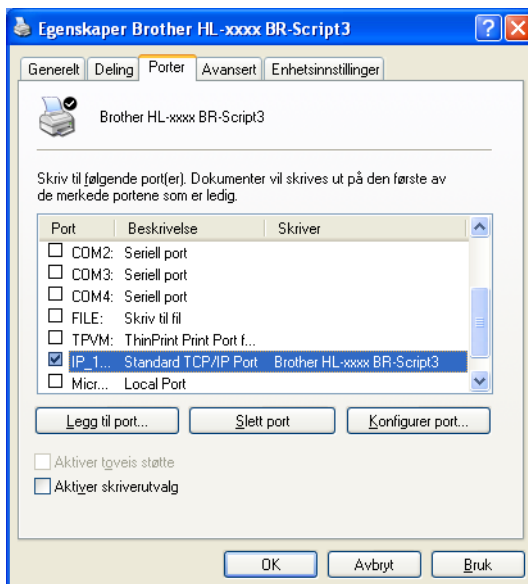 Egenskaper Brother HL-xxxx BR-Script3
Generelt Deling Porter Avansert Enhetsinnstillinger
Brother HL-xxxx BR-Script3
Skriv til følgende port(er). Dokumenter vil skrives ut på den første av
de merkede portene som er ledig.
Port Beskrivelse Skriver
COM2: Seriell port
COM3: Seriell port
COM4: Seriell port
FILE: Skriv til fil
TPVM: ThinPrint Print Port f...
IP_1... Standard TCP/IP Port Brother HL-xxxx BR-Script3
Micr... Local Port
Legg til port... Slett port Konfigurer port...
Aktiver toveis støtte
Aktiver skriverutvalg
OK Avbryt Bruk